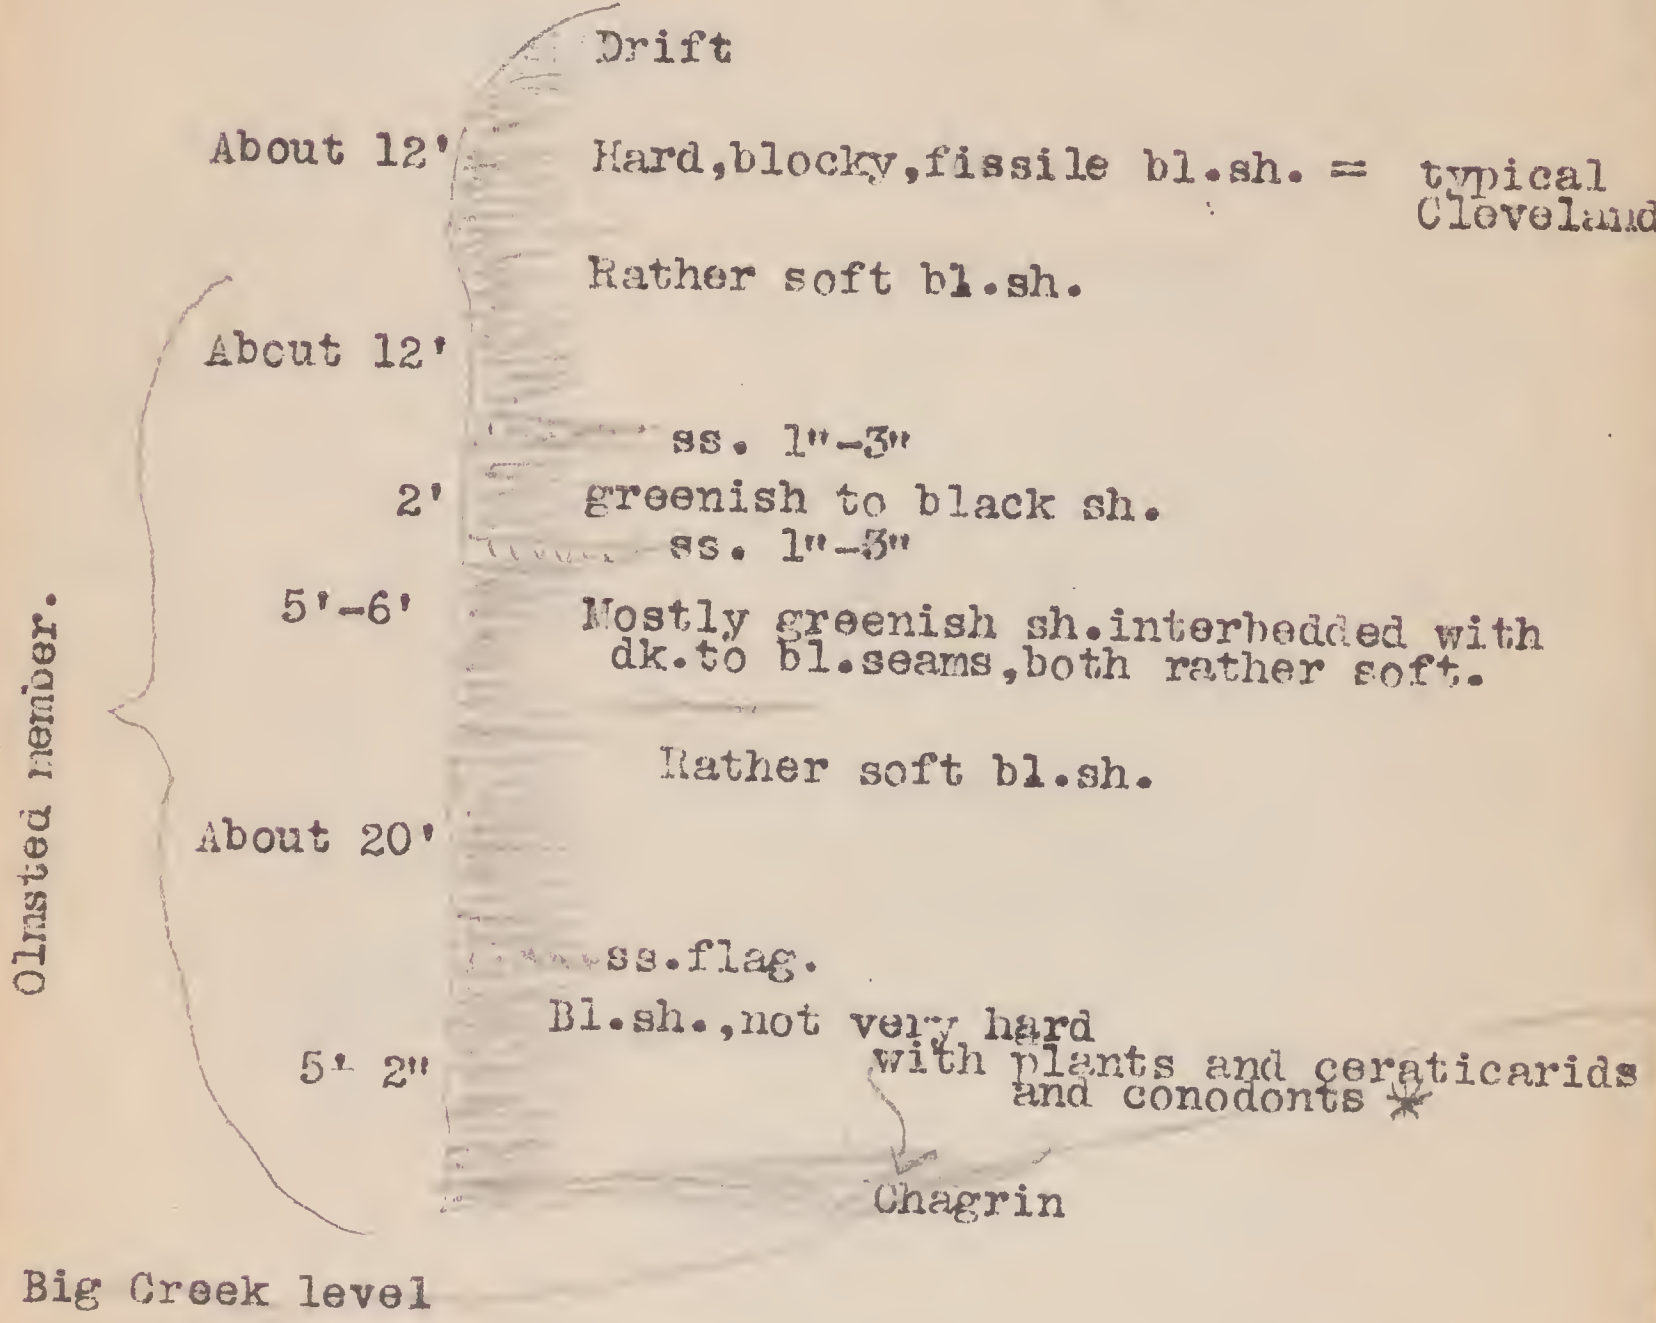 Drift
About 12'
Hard,blocky,fissile bl.sh. = typical
Cleveland
Rather soft bl.sh.
About 12'
ss. 1"-3"
2' greenish to black sh.
ss. 1"-3"
5'-6' Mostly greenish sh.interbedded with
dk.to bl.seams,both rather soft.
Olmsted member.
Rather soft bl.sh.
About 20'
ss.flag.
Bl.sh.,not very hard
5' 2" with plants and ceraticarids
and conodonts *
Chagrin
Big Creek level